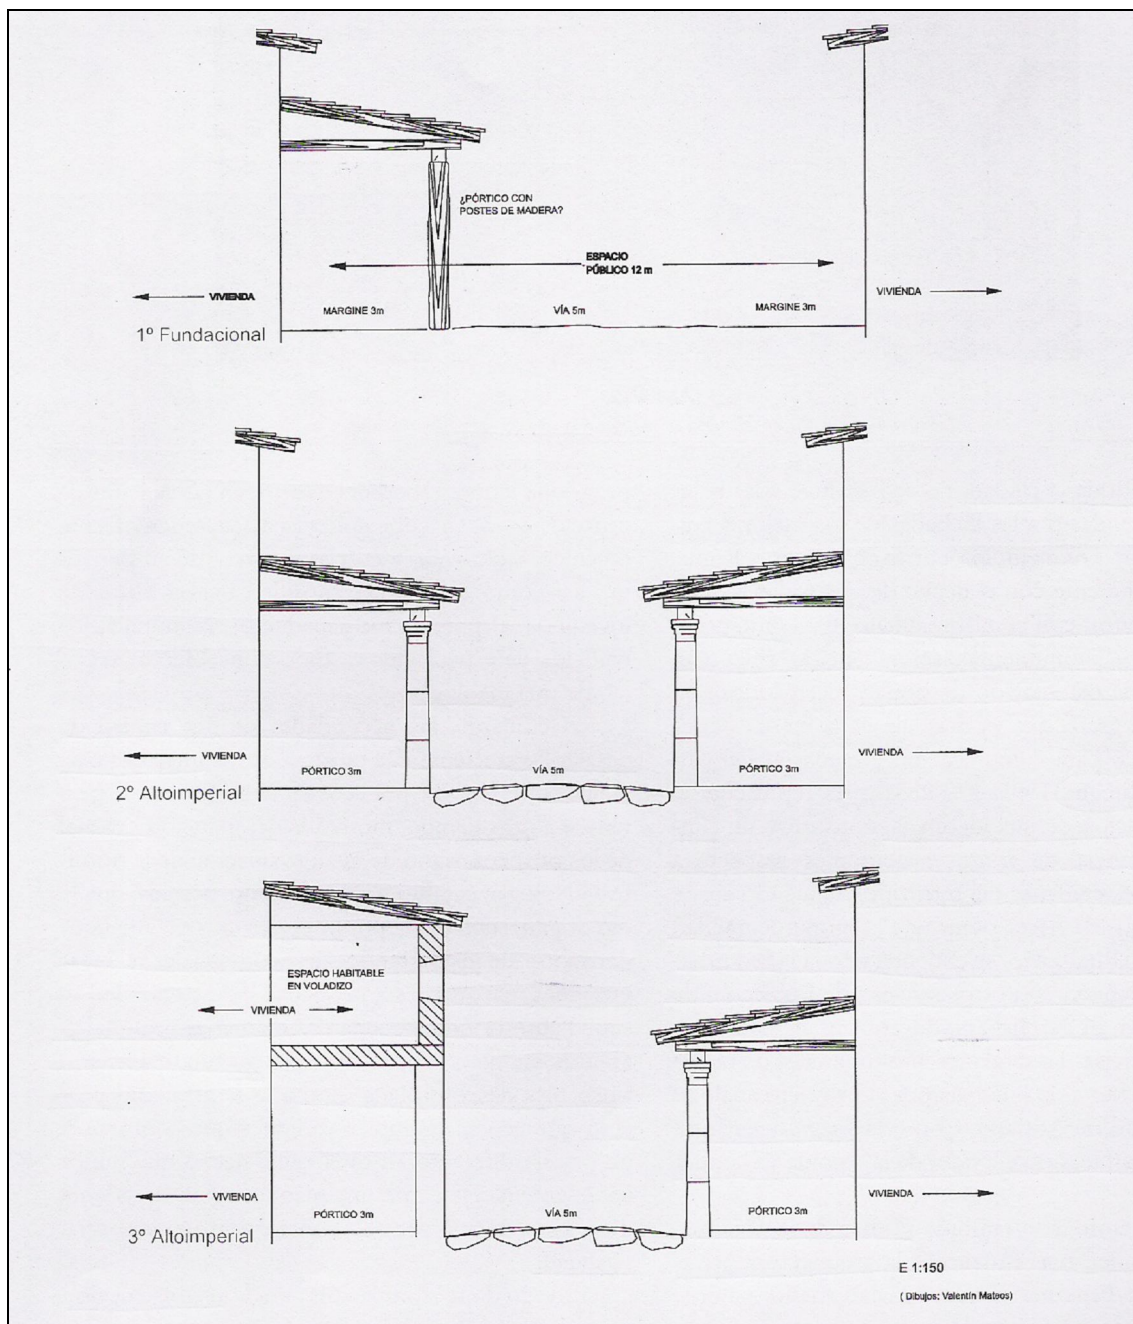 ¿PÓRTICO CON
POSTES DE MADERA?
ESPACIO
PÚBLICO 12 m
VIVIENDA
VIVIENDA
MARGINE 3m
VÍA 5m
MARGINE 3m
1º Fundacional
VIVIENDA
VIVIENDA
PÓRTICO 3m
VÍA 5m
PÓRTICO 3m
2º Altoimperial
ESPACIO HABITABLE
EN VOLADIZO
VIVIENDA
VIVIENDA
VIVIENDA
PÓRTICO 3m
VÍA 5m
PÓRTICO 3m
3º Altoimperial
E 1:150
( Dibujos: Valentín Mateos)